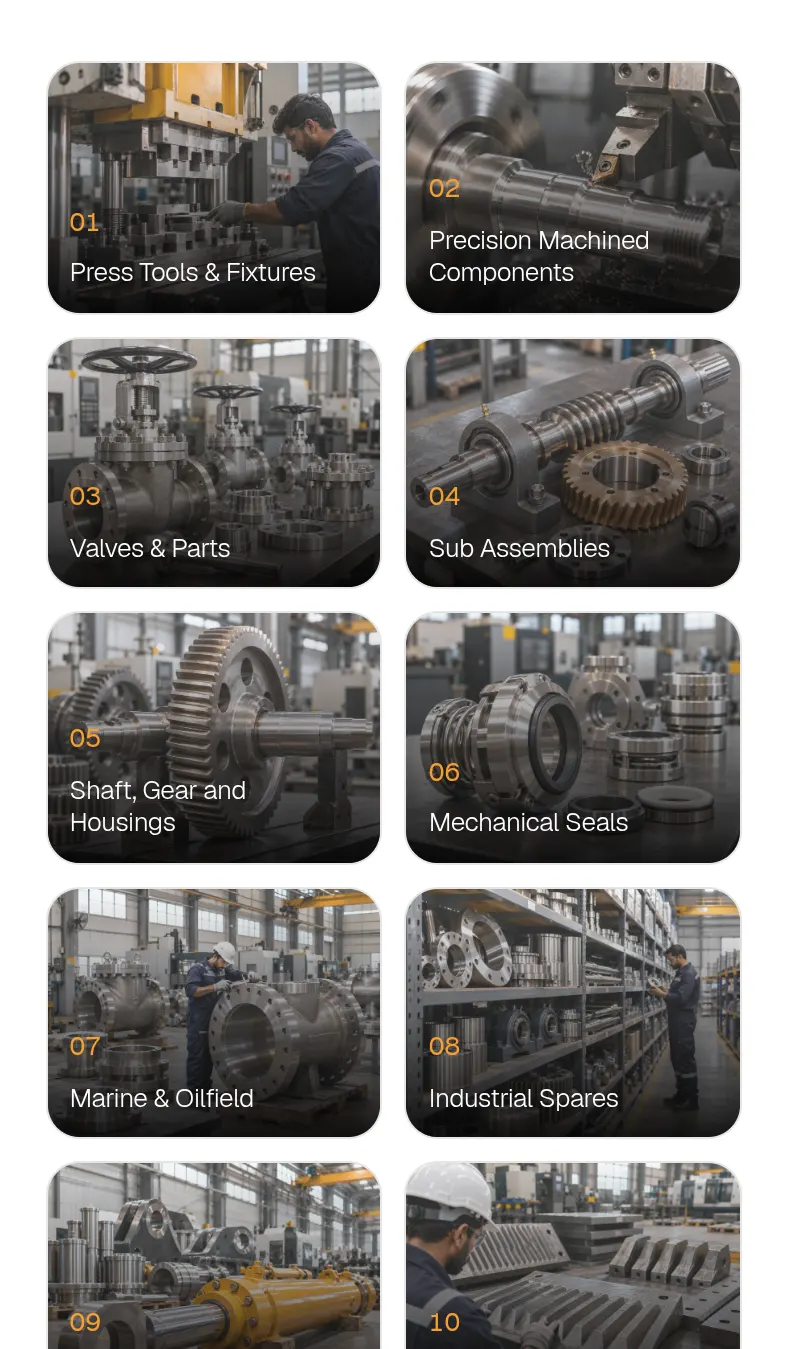 01
Press Tools & Fixtures
02
Precision Machined
Components
03
Valves & Parts
04
Sub Assemblies
05
Shaft, Gear and
Housings
06
Mechanical Seals
07
Marine & Oilfield
08
Industrial Spares
09
10